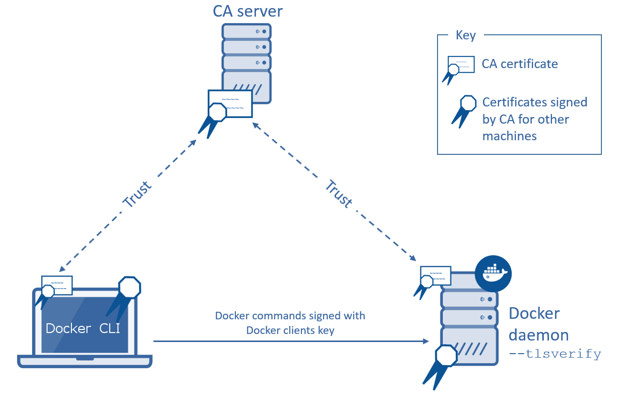 CA server
Key
CA certificate
Certificates signed
by CA for other
machines
Trust
Trust
Docker CLI
Docker commands signed with
Docker clients key
Docker
daemon
--tlsverify